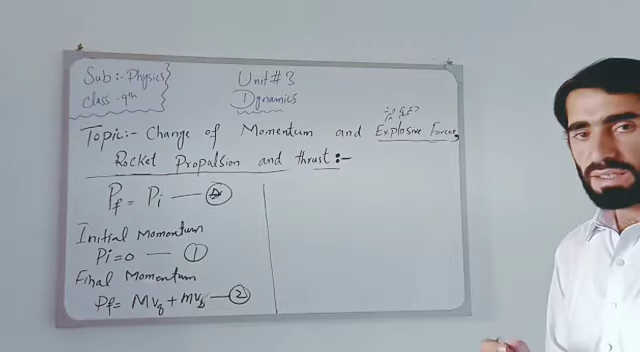 Sub:- Physics
Class - 9th
Unit # 3
Dynamics
Topic:- Change of Momentum and Explosive Forces,
Rocket Propulsion and thrust:-
Pf = Pi —
Initial Momentum
Pi = 0 — 1
Final Momentum
Pf = Mvg + mvb — 2